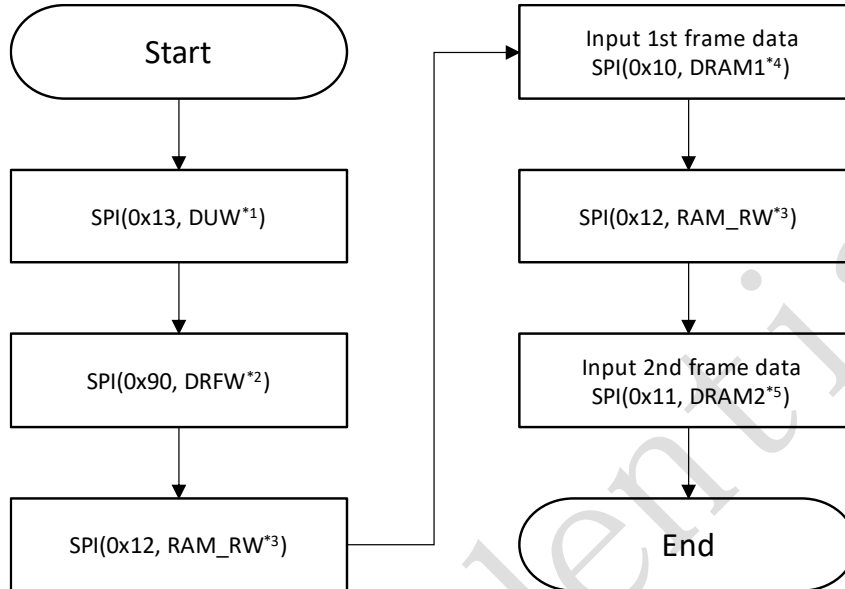 Start
SPI(0x13, DUW*1)
SPI(0x90, DRFW*2)
SPI(0x12, RAM_RW*3)
Input 1st frame data
SPI(0x10, DRAM1*4)
SPI(0x12, RAM_RW*3)
Input 2nd frame data
SPI(0x11, DRAM2*5)
End